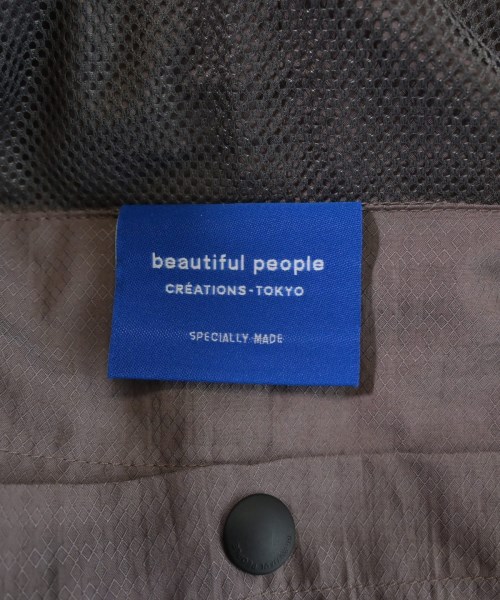 beautiful people
CRÉATIONS-TOKYO
SPECIALLY MADE